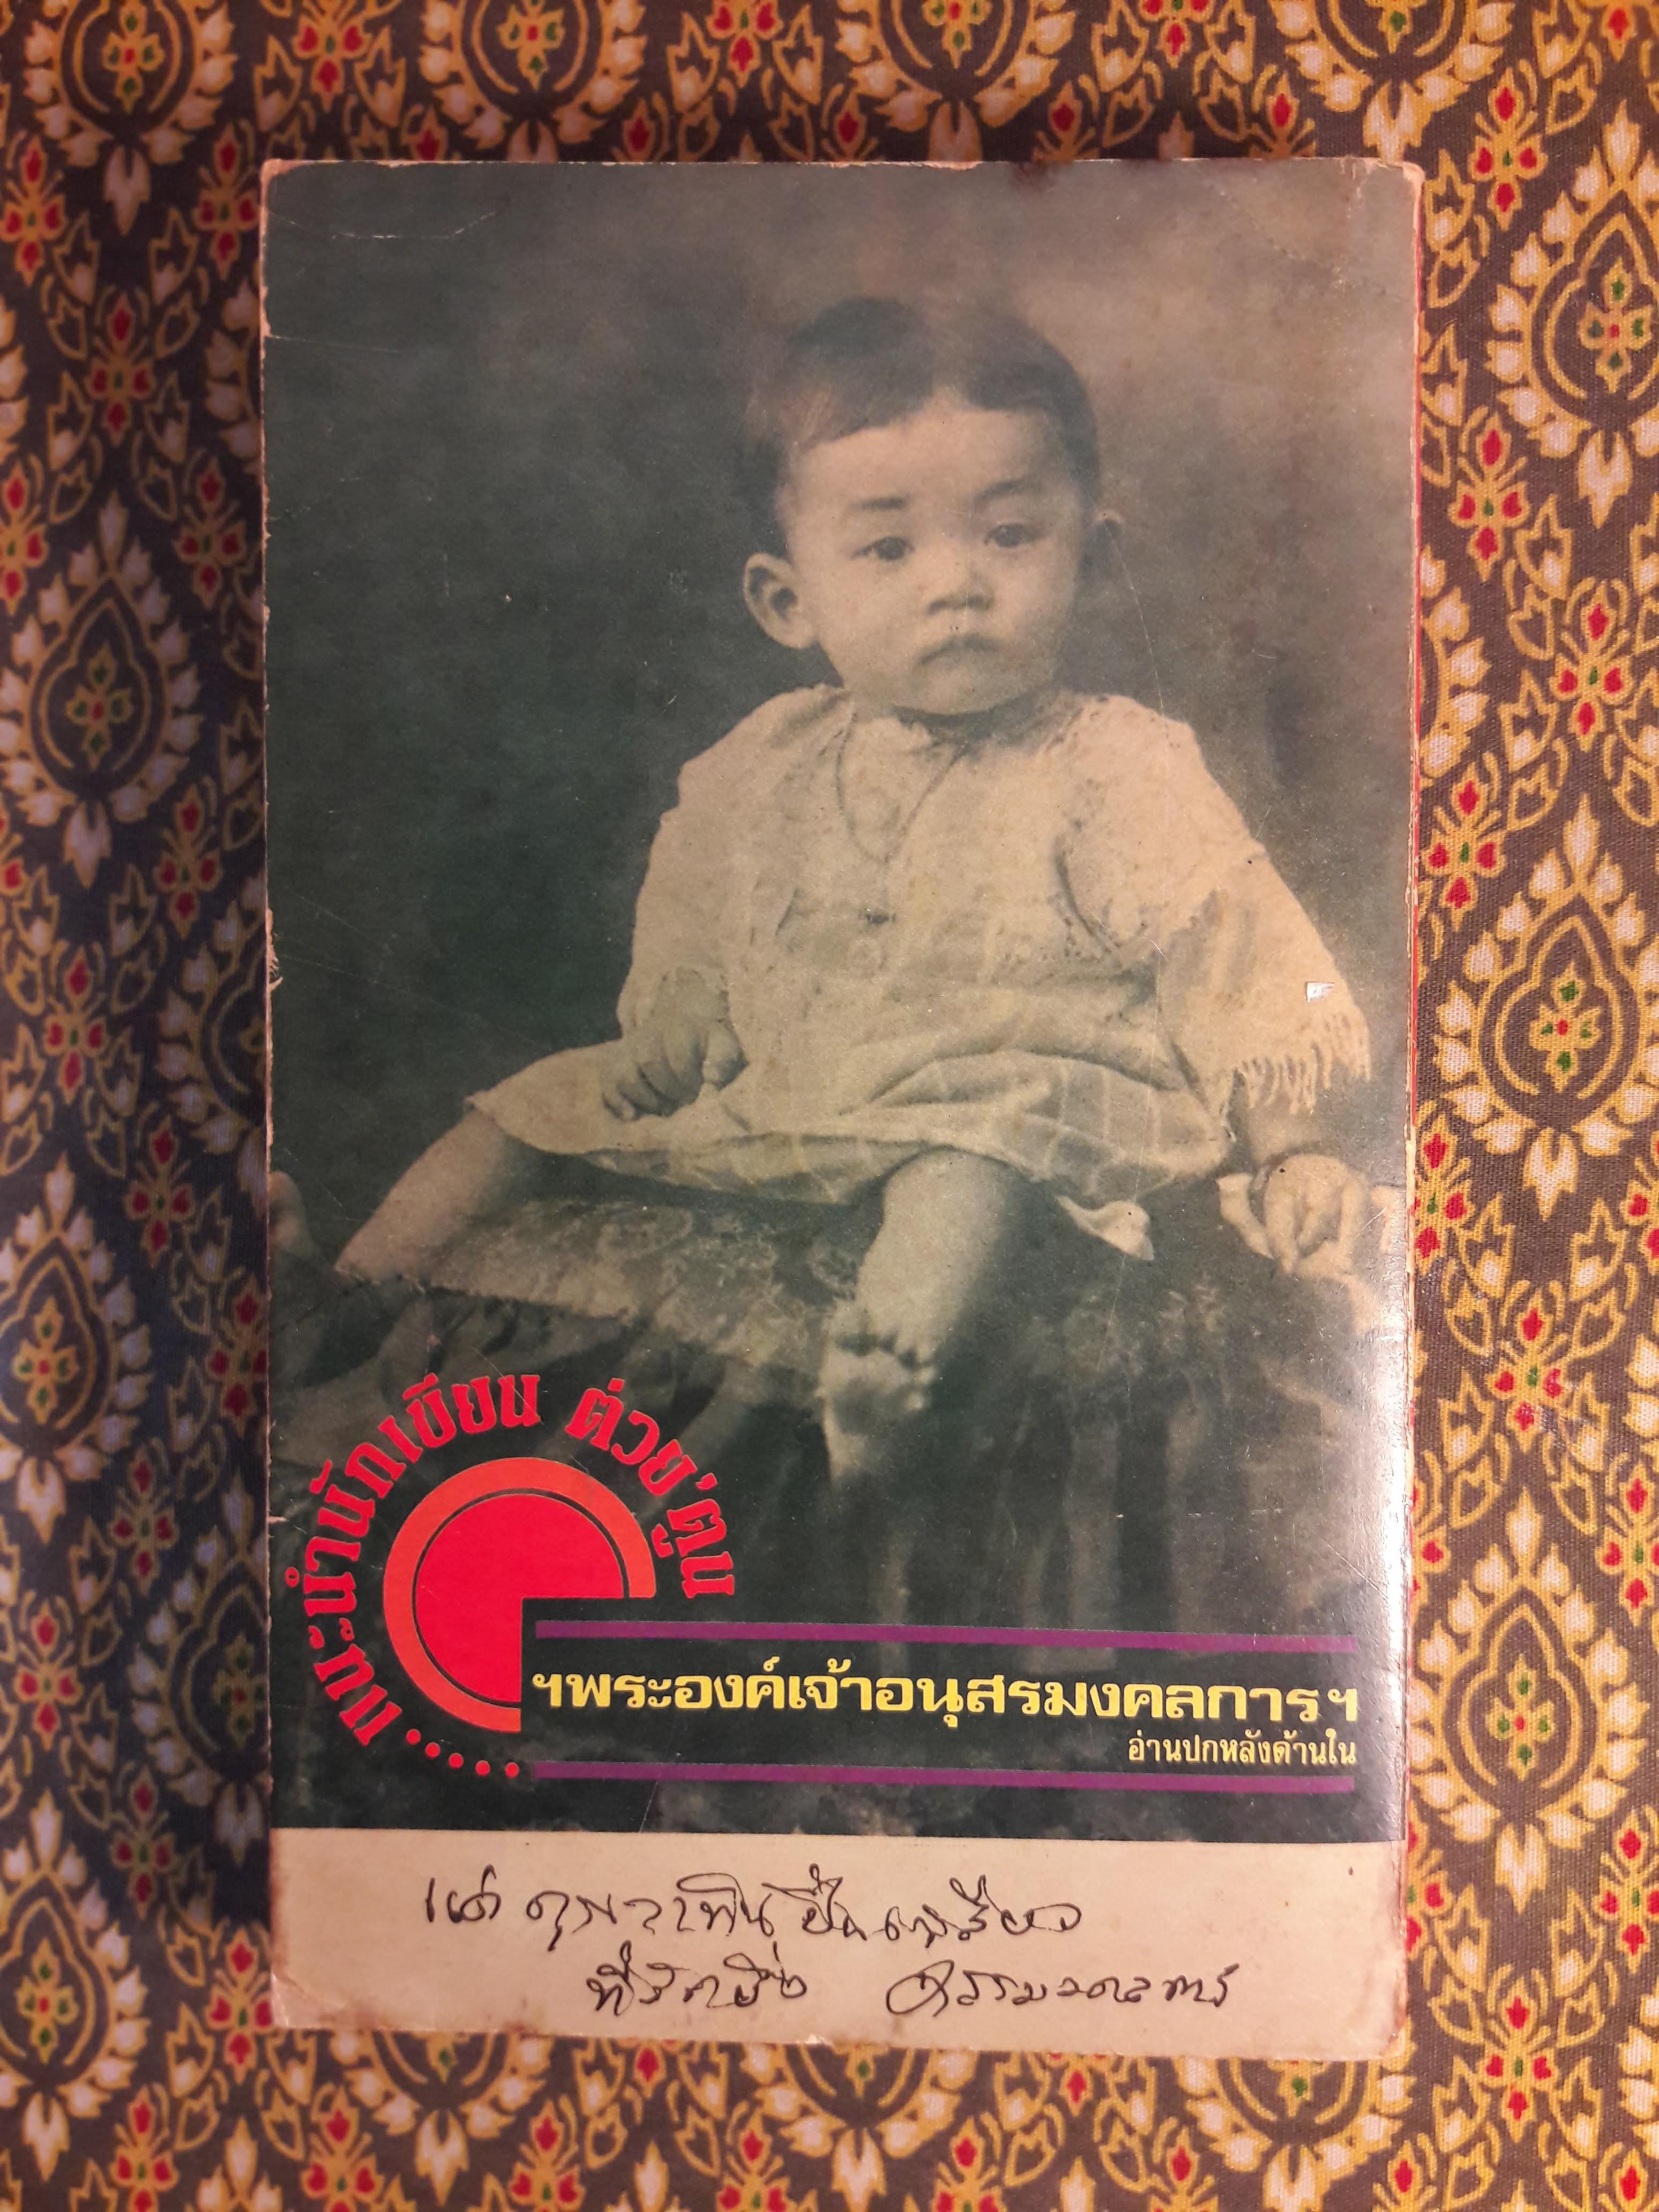 แนะนำนักเขียน ต่วย'ตูน
ฯพระองค์เจ้าอนุสรมงคลการฯ
อ่านปกหลังด้านใน
แด่
ที่รักยิ่ง